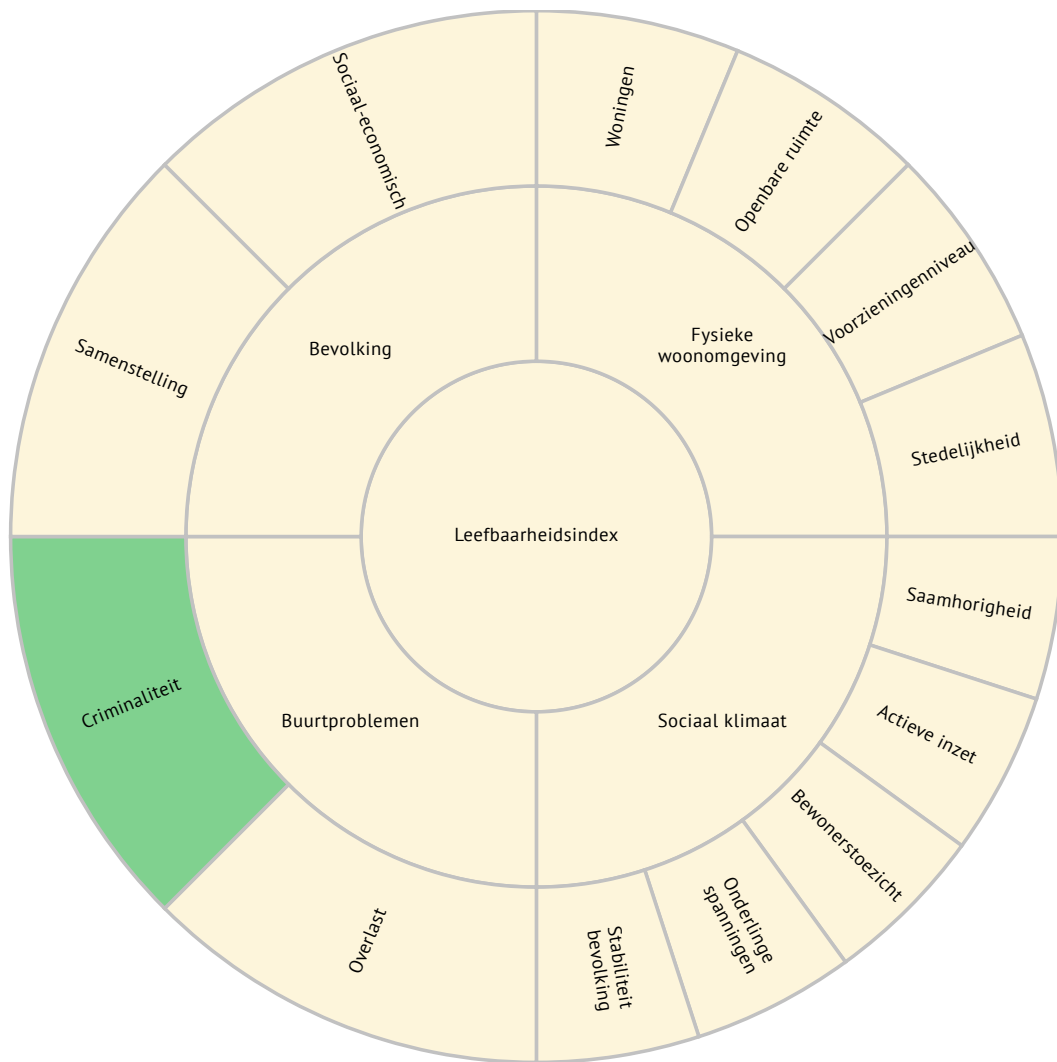 Sociaal-economisch
Woningen
Openbare ruimte
Voorzieningenniveau
Samenstelling
Bevolking
Fysieke
woonomgeving
Stedelijkheid
Leefbaarheidsindex
Saamhorigheid
Criminaliteit
Buurtproblemen
Sociaal klimaat
Actieve inzet
Bewonerstoezicht
Onderlinge
spanningen
Overlast
Stabiliteit
bevolking